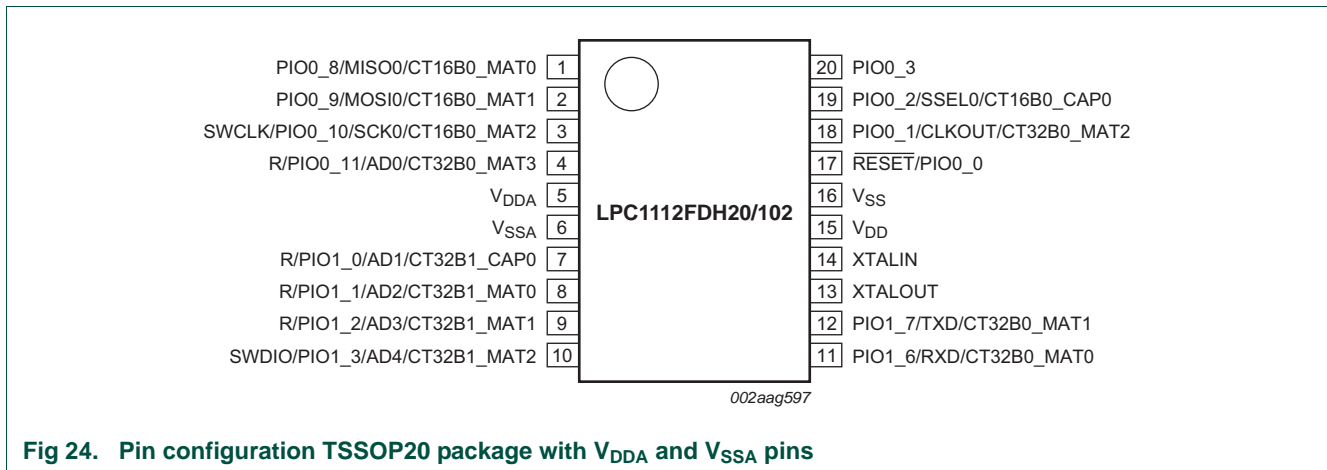 PIO0_8/MISO0/CT16B0_MAT0 1
PIO0_9/MOSI0/CT16B0_MAT1 2
SWCLK/PIO0_10/SCK0/CT16B0_MAT2 3
R/PIO0_11/AD0/CT32B0_MAT3 4
VDDA 5
VSSA 6
R/PIO1_0/AD1/CT32B1_CAP0 7
R/PIO1_1/AD2/CT32B1_MAT0 8
R/PIO1_2/AD3/CT32B1_MAT1 9
SWDIO/PIO1_3/AD4/CT32B1_MAT2 10
LPC1112FDH20/102
20 PIO0_3
19 PIO0_2/SSEL0/CT16B0_CAP0
18 PIO0_1/CLKOUT/CT32B0_MAT2
17 RESET/PIO0_0
16 VSS
15 VDD
14 XTALIN
13 XTALOUT
12 PIO1_7/TXD/CT32B0_MAT1
11 PIO1_6/RXD/CT32B0_MAT0
002aag597
Fig 24. Pin configuration TSSOP20 package with VDDA and VSSA pins